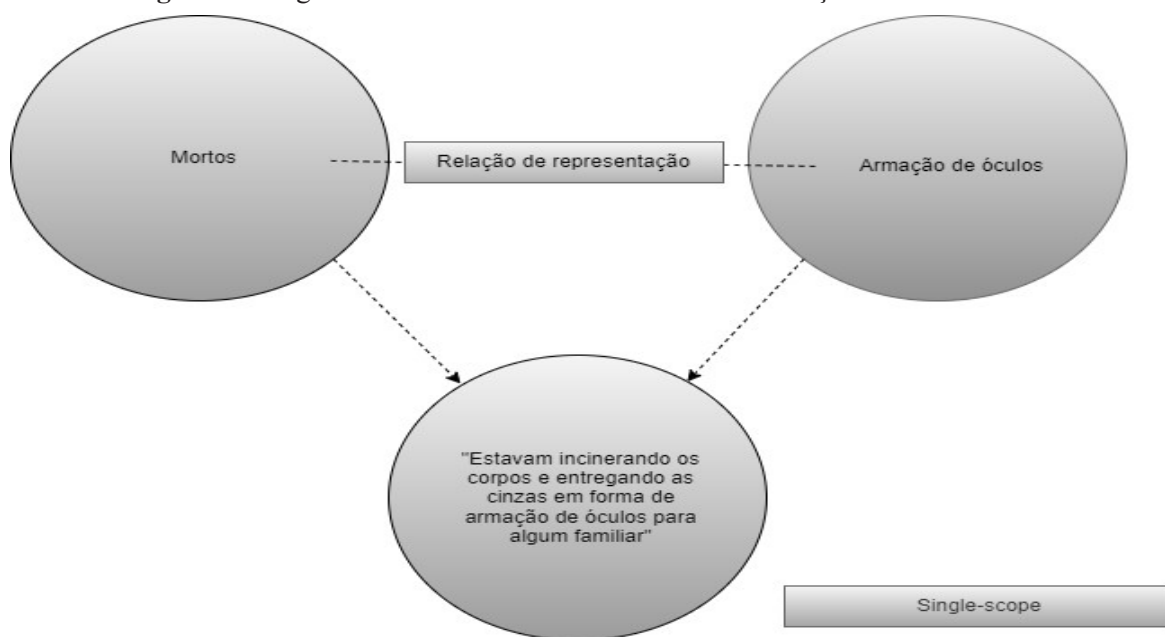 Mortos
Relação de representação
Armação de óculos
"Estavam incinerando os
corpos e entregando as
cinzas em forma de
armação de óculos para
algum familiar"
Single-scope